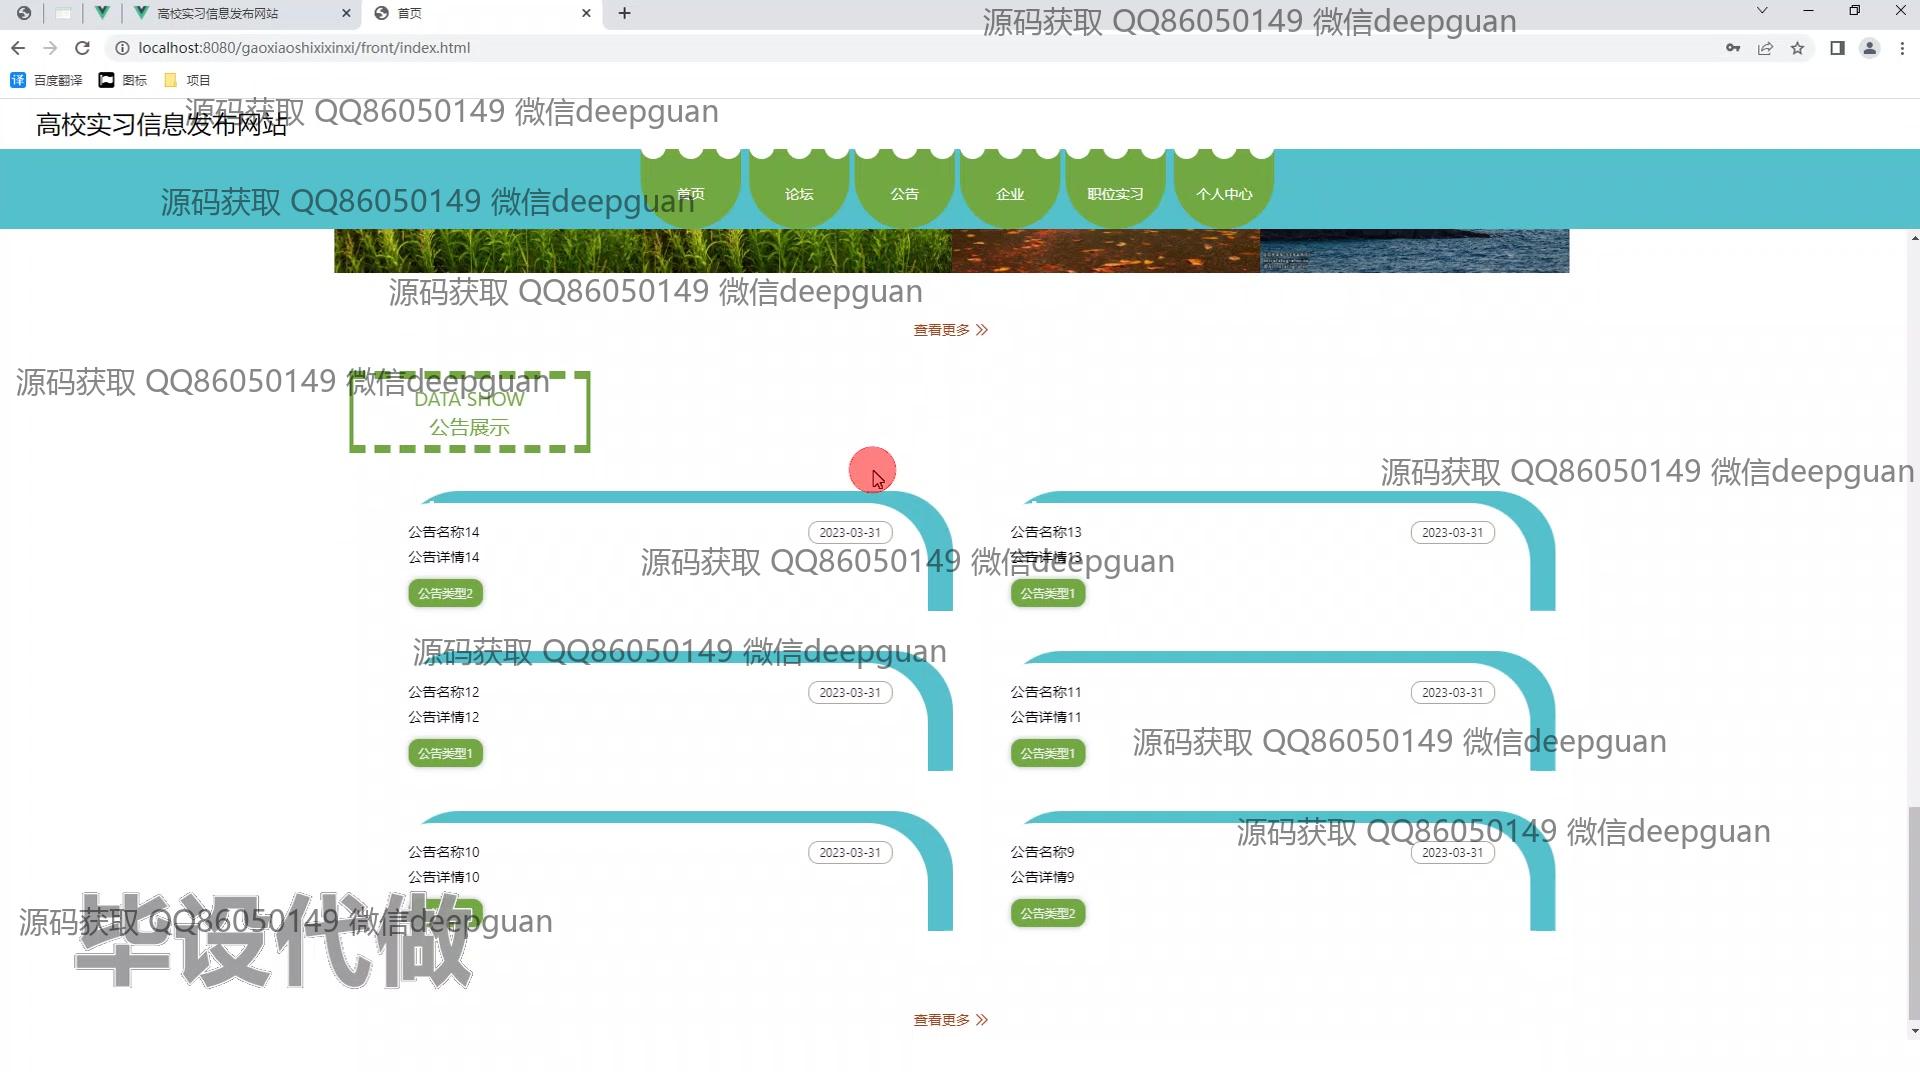 高校实习信息发布网站
首页
源码获取 QQ86050149 微信deepguan
localhost:8080/gaoxiaoshixixinxi/front/index.html
译 百度翻译
图标
项目
源码获取 QQ86050149 微信deepguan
高校实习信息发布网站
首页
论坛
公告
企业
职位实习
个人中心
源码获取 QQ86050149 微信deepguan
源码获取 QQ86050149 微信deepguan
查看更多
源码获取 QQ86050149 微信deepguan
DATA SHOW
公告展示
源码获取 QQ86050149 微信deepguan
公告名称14
2023-03-31
公告详情14
公告类型2
公告名称13
2023-03-31
公告详情13
公告类型1
源码获取 QQ86050149 微信deepguan
源码获取 QQ86050149 微信deepguan
公告名称12
2023-03-31
公告详情12
公告类型1
公告名称11
2023-03-31
公告详情11
公告类型1
源码获取 QQ86050149 微信deepguan
源码获取 QQ86050149 微信deepguan
公告名称10
2023-03-31
公告详情10
公告名称9
2023-03-31
公告详情9
公告类型2
源码获取 QQ86050149 微信deepguan
毕设代做
查看更多